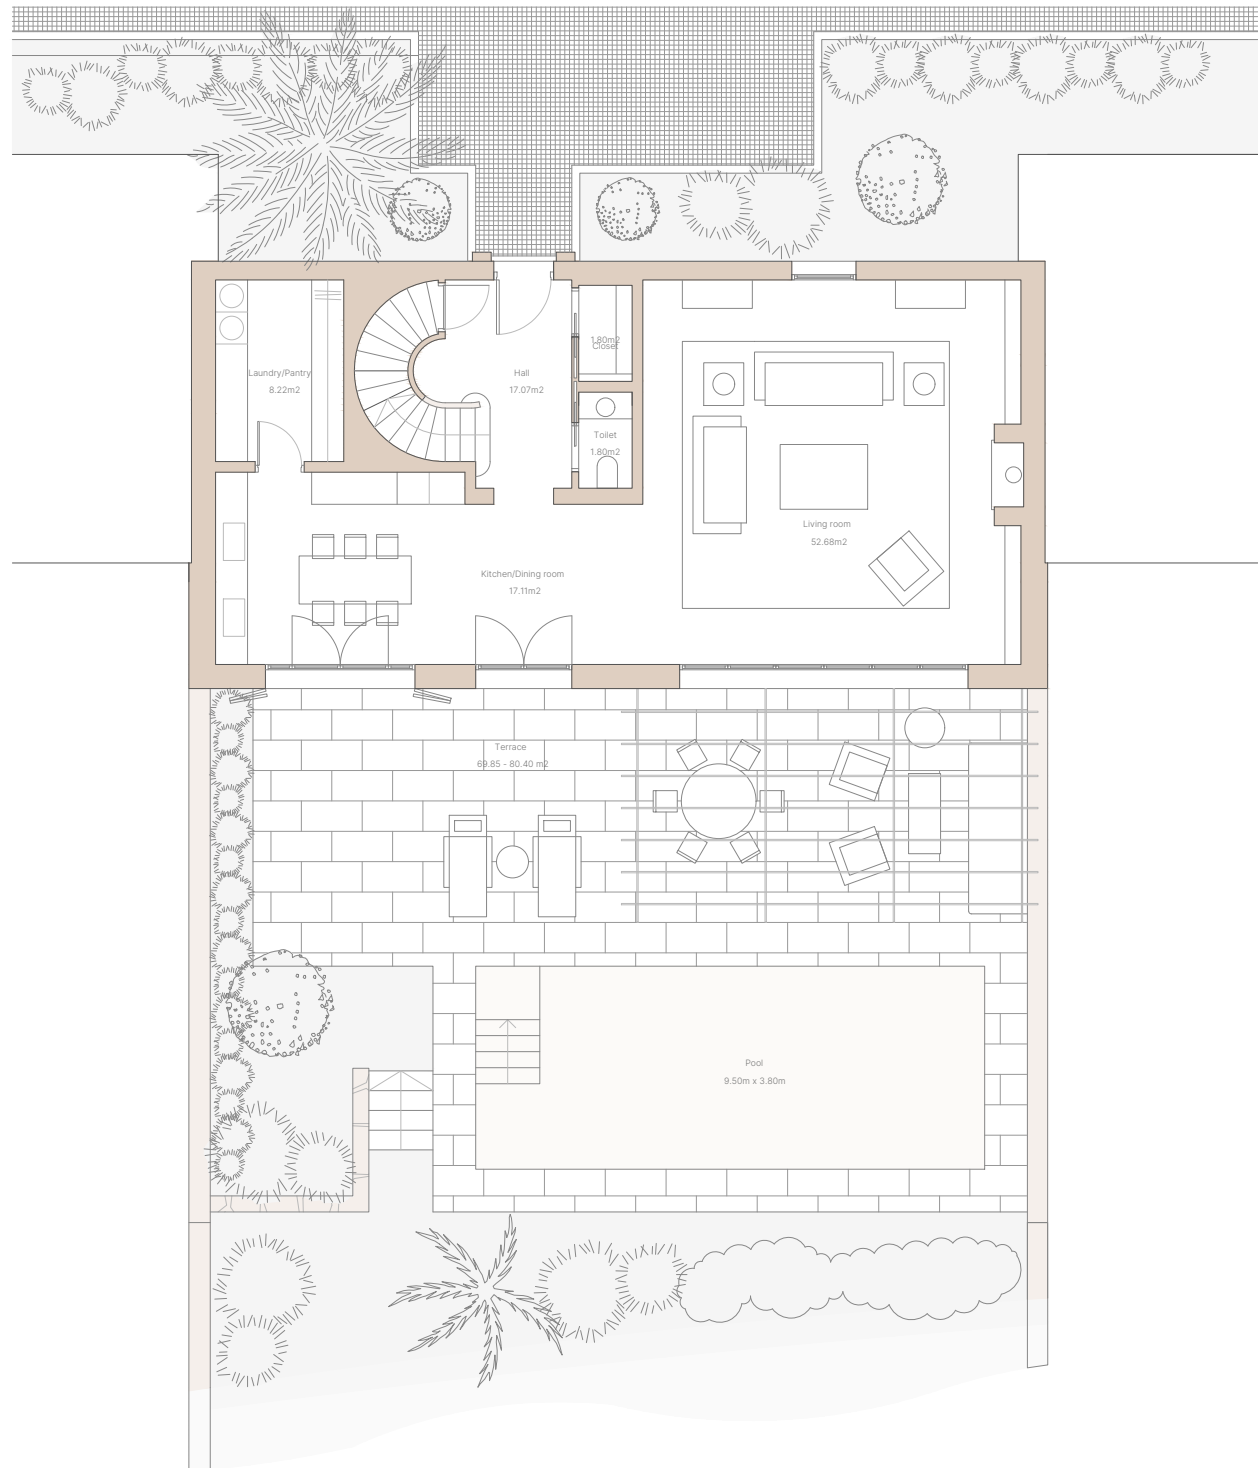 1.80m2
Closet
Laundry/Pantry
8.22m2
Hall
17.07m2
Toilet
1.80m2
Living room
52.68m2
Kitchen/Dining room
17.11m2
Terrace
69.85 - 80.40 m2
Pool
9.50m x 3.80m